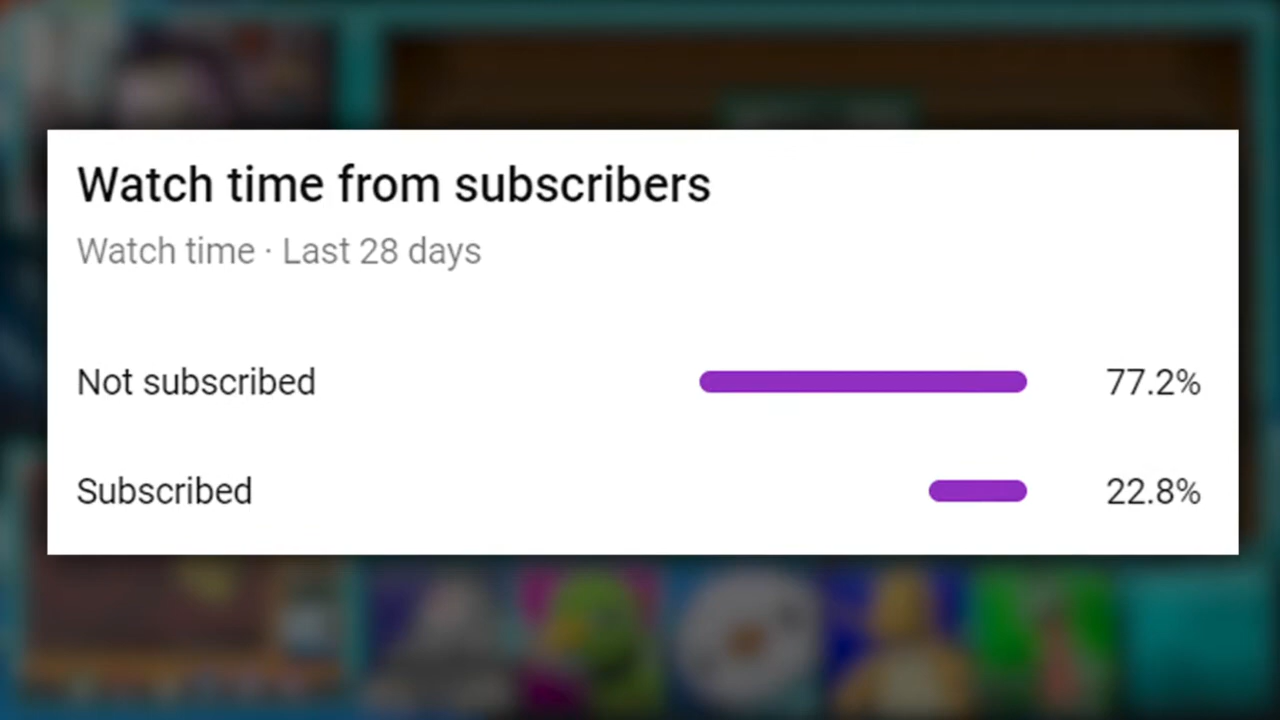 Watch time from subscribers
Watch time · Last 28 days
Not subscribed 77.2%
Subscribed 22.8%